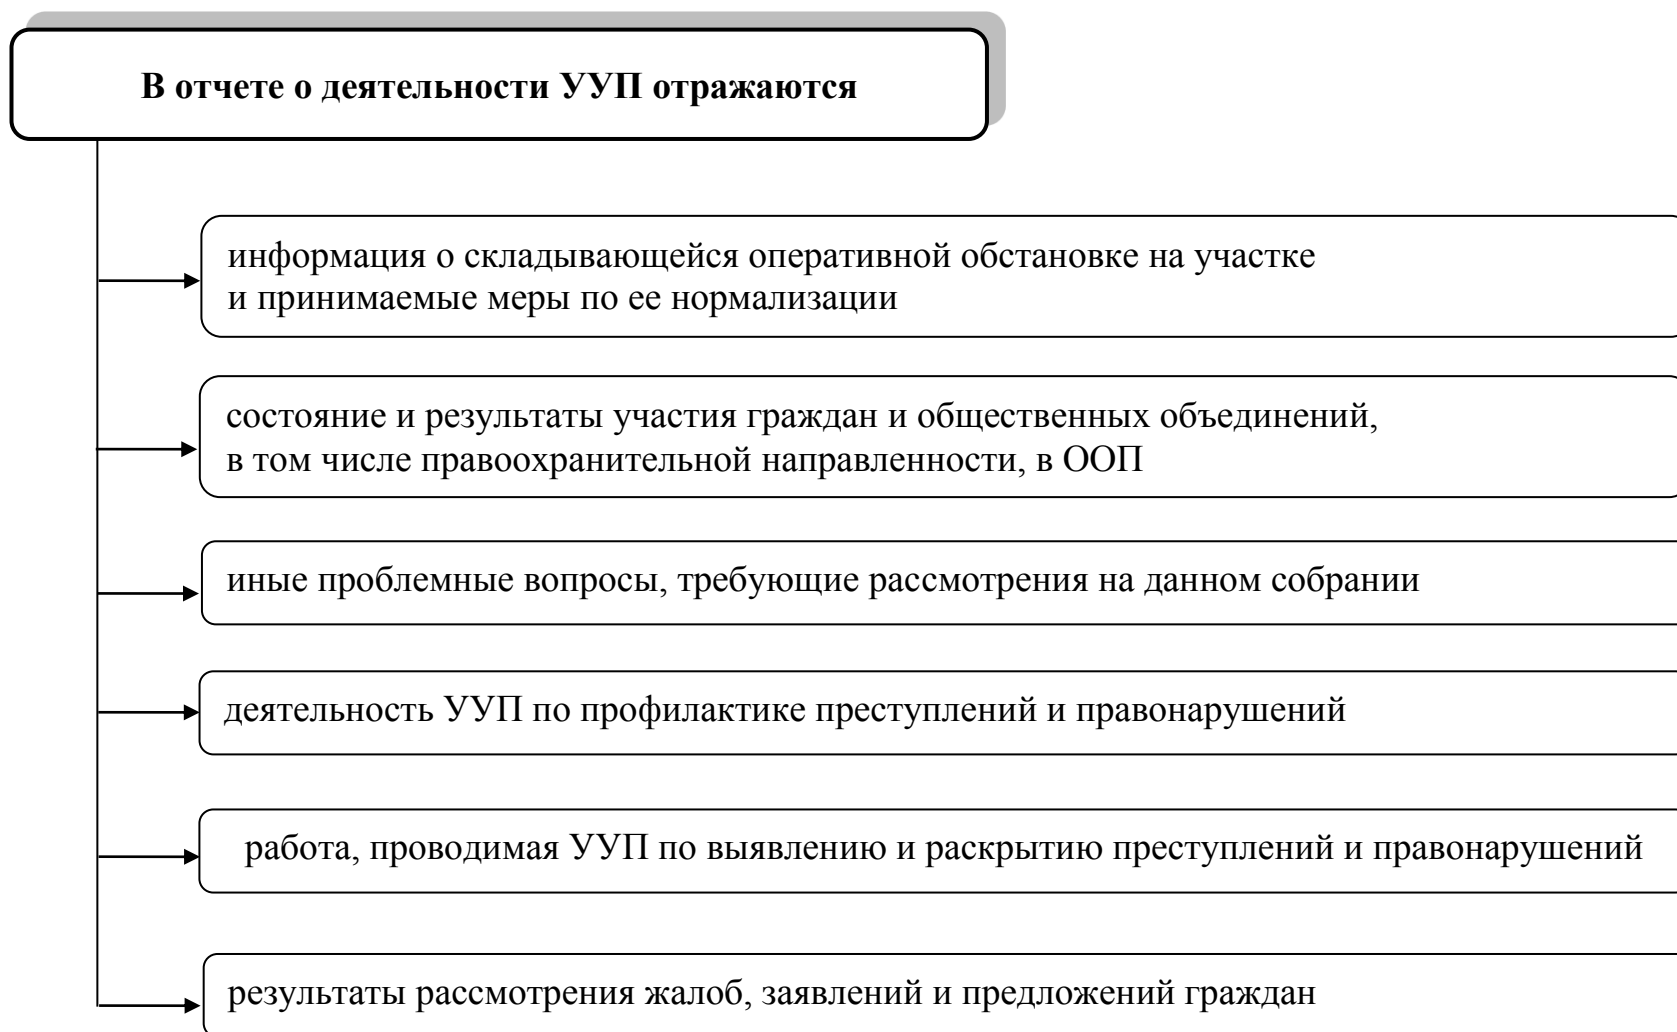 В отчете о деятельности УУП отражаются
информация о складывающейся оперативной обстановке на участке
и принимаемые меры по ее нормализации
состояние и результаты участия граждан и общественных объединений,
в том числе правоохранительной направленности, в ООП
иные проблемные вопросы, требующие рассмотрения на данном собрании
деятельность УУП по профилактике преступлений и правонарушений
работа, проводимая УУП по выявлению и раскрытию преступлений и правонарушений
результаты рассмотрения жалоб, заявлений и предложений граждан